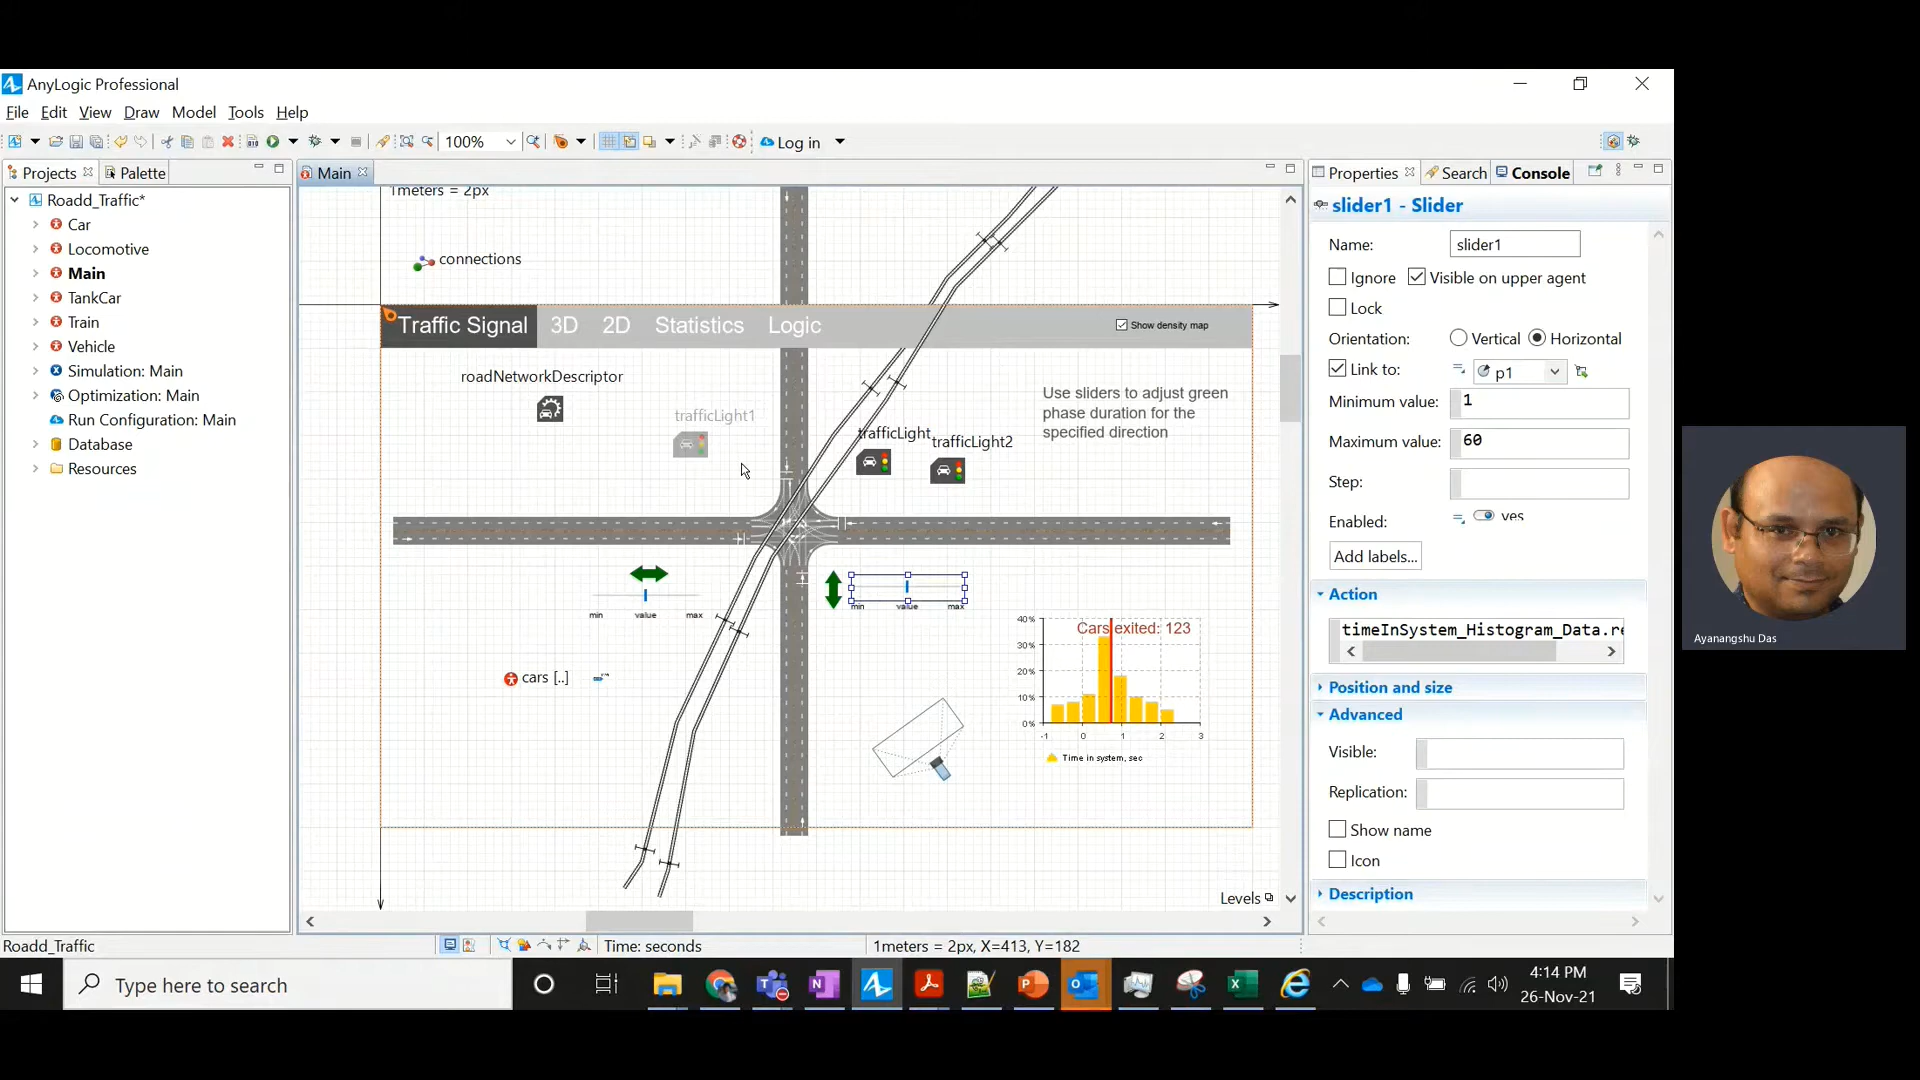 AnyLogic Professional
File Edit View Draw Model Tools Help
100% Log in
Projects Palette
Main
Properties Search Console
Roadd_Traffic*
Car
Locomotive
Main
TankCar
Train
Vehicle
Simulation: Main
Optimization: Main
Run Configuration: Main
Database
Resources
1meters = 2px
connections
Traffic Signal 3D 2D Statistics Logic
Show density map
roadNetworkDescriptor
trafficLight1
trafficLight
trafficLight2
Use sliders to adjust green
phase duration for the
specified direction
min value max
min value max
cars [..]
Cars exited: 123
40%
30%
20%
10%
0%
-1 0 1 2 3
Time in system, sec
Levels
slider1 - Slider
Name: slider1
Ignore Visible on upper agent
Lock
Orientation: Vertical Horizontal
Link to: p1
Minimum value: 1
Maximum value: 60
Step:
Enabled: yes
Add labels...
Action
timeInSystem_Histogram_Data.re
Position and size
Advanced
Visible:
Replication:
Show name
Icon
Description
Roadd_Traffic
Time: seconds
1meters = 2px, X=413, Y=182
Type here to search
4:14 PM
26-Nov-21
Ayanangshu Das